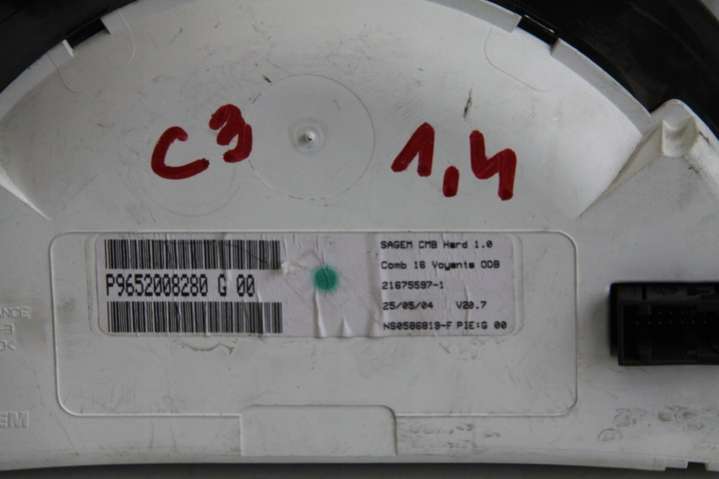 C3 1,4
P9652008280 G 00
SAGEM CMB Hard 1.0
Comb 16 Voyants ODB
21675597-1
25/05/04 V20.7
NS0586819-F PIE:G 00